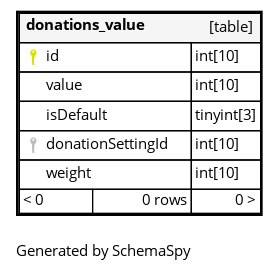 donations_value [table]
id int[10]
value int[10]
isDefault tinyint[3]
donationSettingId int[10]
weight int[10]
< 0 0 rows 0 >
Generated by SchemaSpy